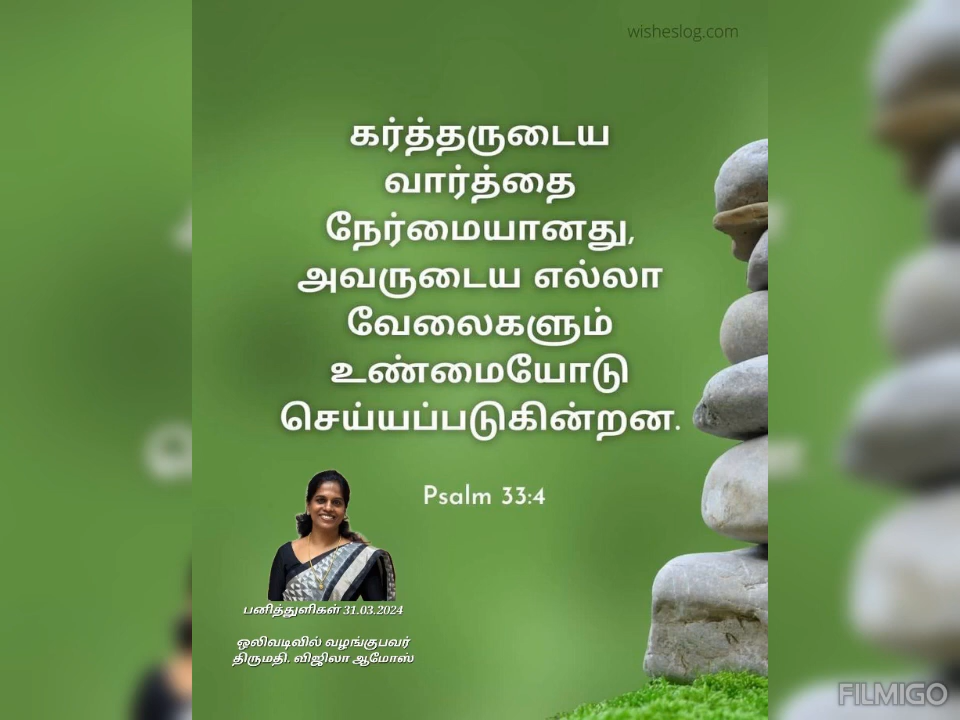 wisheslog.com
கர்த்தருடைய
வார்த்தை
நேர்மையானது,
அவருடைய எல்லா
வேலைகளும்
உண்மையோடு
செய்யப்படுகின்றன.
Psalm 33:4
பனித்துளிகள் 31.03.2024
ஒலிவடிவில் வழங்குபவர்
திருமதி. விஜிலா ஆமோஸ்
FILMIGO